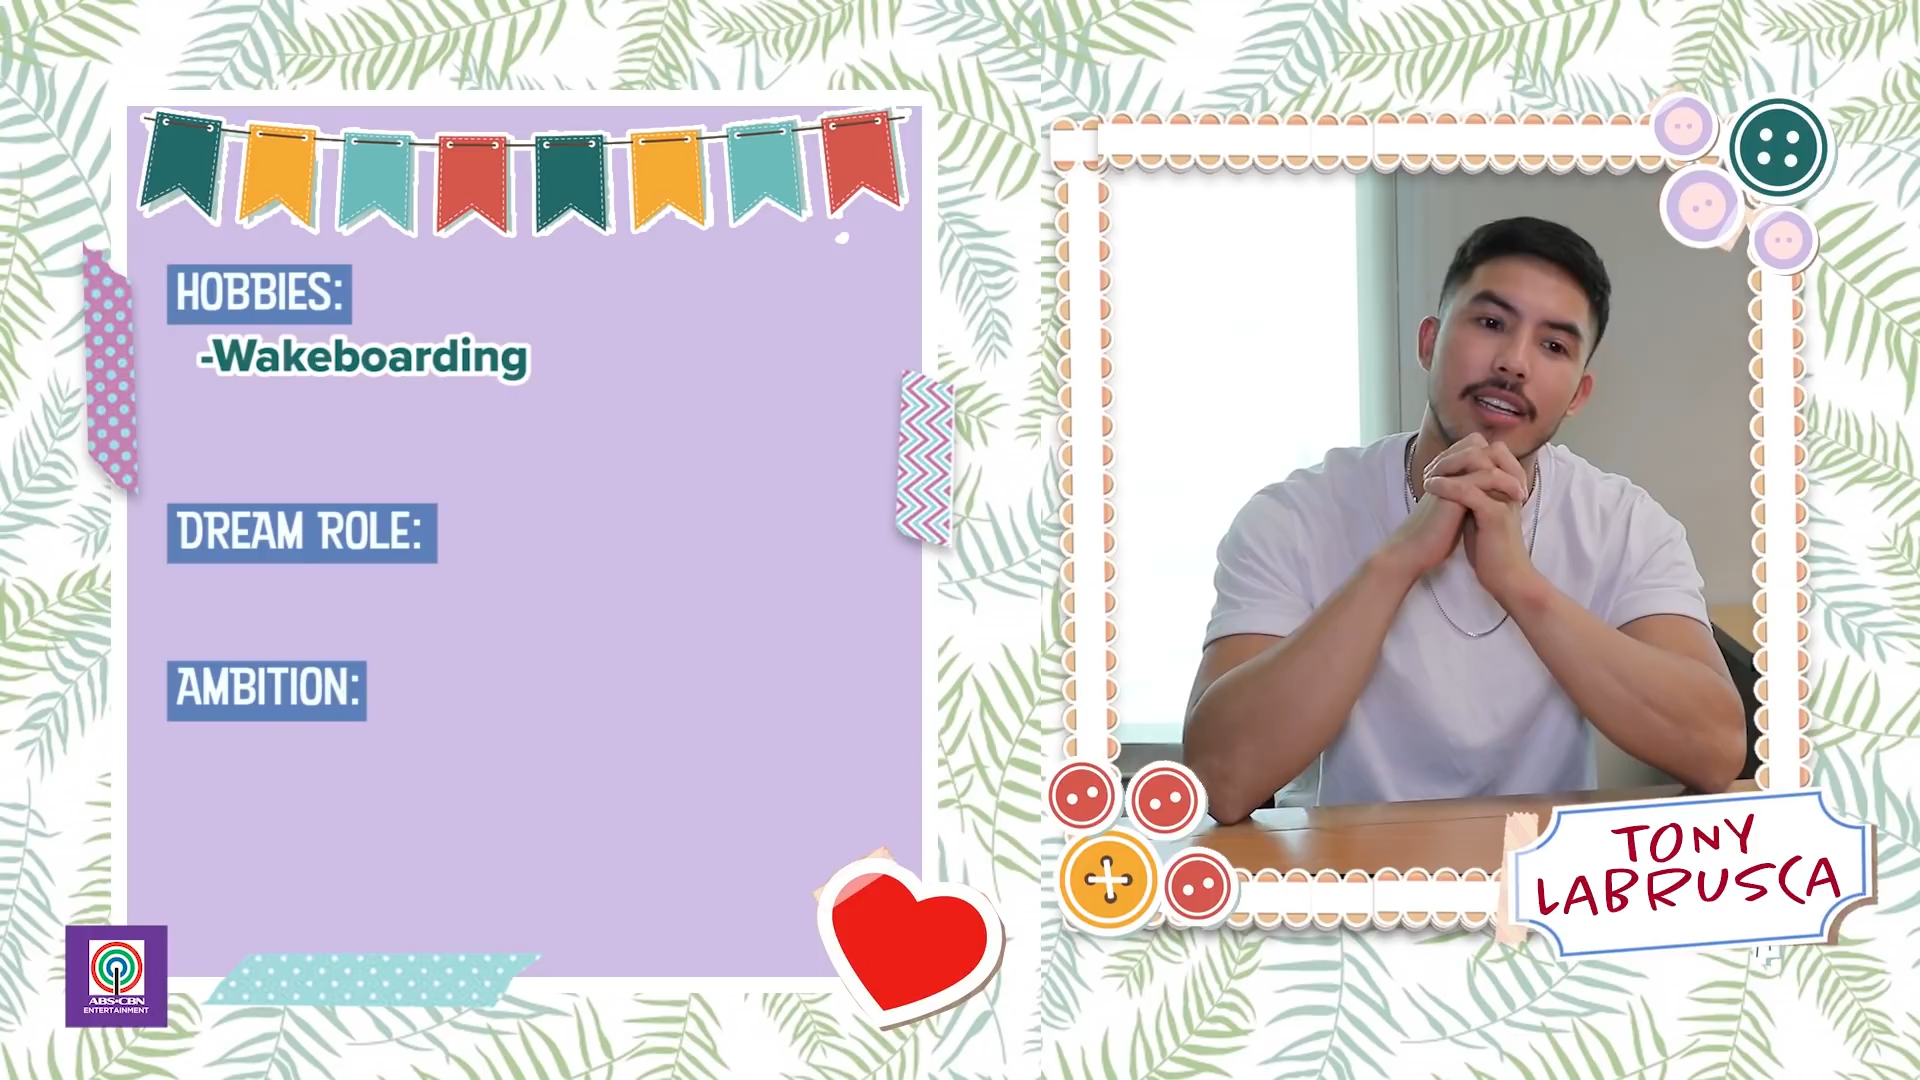 HOBBIES:
-Wakeboarding
DREAM ROLE:
AMBITION:
TONY
LABRUSCA
ABS-CBN
ENTERTAINMENT